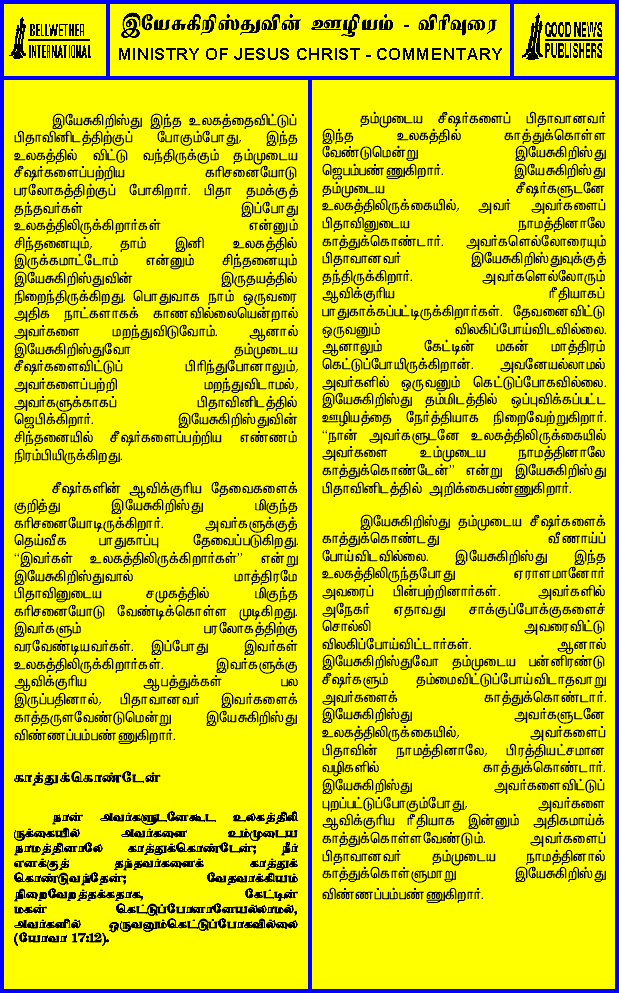 BELLWETHER
INTERNATIONAL
இயேசுகிறிஸ்துவின் ஊழியம் - விரிவுரை
MINISTRY OF JESUS CHRIST - COMMENTARY
GOOD NEWS
PUBLISHERS
இயேசுகிறிஸ்து இந்த உலகத்தைவிட்டுப்
பிதாவினிடத்திற்குப் போகும்போது, இந்த
உலகத்தில் விட்டு வந்திருக்கும் தம்முடைய
சீஷர்களைப்பற்றிய கரிசனையோடு
பரலோகத்திற்குப் போகிறார். பிதா தமக்குத்
தந்தவர்கள் இப்போது
உலகத்திலிருக்கிறார்கள் என்னும்
சிந்தனையும், தாம் இனி உலகத்தில்
இருக்கமாட்டோம் என்னும் சிந்தனையும்
இயேசுகிறிஸ்துவின் இருதயத்தில்
நிறைந்திருக்கிறது. பொதுவாக நாம் ஒருவரை
அதிக நாட்களாகக் காணவில்லையென்றால்
அவர்களை மறந்துவிடுவோம். ஆனால்
இயேசுகிறிஸ்துவோ தம்முடைய
சீஷர்களைவிட்டுப் பிரிந்துபோனாலும்,
அவர்களைப்பற்றி மறந்துவிடாமல்,
அவர்களுக்காகப் பிதாவினிடத்தில்
ஜெபிக்கிறார். இயேசுகிறிஸ்துவின்
சிந்தனையில் சீஷர்களைப்பற்றிய எண்ணம்
நிரம்பியிருக்கிறது.
சீஷர்களின் ஆவிக்குரிய தேவைகளைக்
குறித்து இயேசுகிறிஸ்து மிகுந்த
கரிசனையோடிருக்கிறார். அவர்களுக்குத்
தெய்வீக பாதுகாப்பு தேவைப்படுகிறது.
“இவர்கள் உலகத்திலிருக்கிறார்கள்” என்று
இயேசுகிறிஸ்துவால் மாத்திரமே
பிதாவினுடைய சமுகத்தில் மிகுந்த
கரிசனையோடு வேண்டிக்கொள்ள முடிகிறது.
இவர்களும் பரலோகத்திற்கு
வரவேண்டியவர்கள். இப்போது இவர்கள்
உலகத்திலிருக்கிறார்கள். இவர்களுக்கு
ஆவிக்குரிய ஆபத்துக்கள் பல
இருப்பதினால், பிதாவானவர் இவர்களைக்
காத்தருளவேண்டுமென்று இயேசுகிறிஸ்து
விண்ணப்பம்பண்ணுகிறார்.
காத்துக்கொண்டேன்
நான் அவர்களுடனேகூட உலகத்திலி
ருக்கையில் அவர்களை உம்முடைய
நாமத்தினாலே காத்துக்கொண்டேன்; நீர்
எனக்குத் தந்தவர்களைக் காத்துக்
கொண்டுவந்தேன்; வேதவாக்கியம்
நிறைவேறத்தக்கதாக, கேட்டின்
மகன் கெட்டுப்போனானேயல்லாமல்,
அவர்களில் ஒருவனும்கெட்டுப்போகவில்லை
(யோவா 17:12).
தம்முடைய சீஷர்களைப் பிதாவானவர்
இந்த உலகத்தில் காத்துக்கொள்ள
வேண்டுமென்று இயேசுகிறிஸ்து
ஜெபம்பண்ணுகிறார். இயேசுகிறிஸ்து
தம்முடைய சீஷர்களுடனே
உலகத்திலிருக்கையில், அவர் அவர்களைப்
பிதாவினுடைய நாமத்தினாலே
காத்துக்கொண்டார். அவர்களெல்லோரையும்
பிதாவானவர் இயேசுகிறிஸ்துவுக்குத்
தந்திருக்கிறார். அவர்களெல்லோரும்
ஆவிக்குரிய ரீதியாகப்
பாதுகாக்கப்பட்டிருக்கிறார்கள். தேவனைவிட்டு
ஒருவனும் விலகிப்போய்விடவில்லை.
ஆனாலும் கேட்டின் மகன் மாத்திரம்
கெட்டுப்போயிருக்கிறான். அவனேயல்லாமல்
அவர்களில் ஒருவனும் கெட்டுப்போகவில்லை.
இயேசுகிறிஸ்து தம்மிடத்தில் ஒப்புவிக்கப்பட்ட
ஊழியத்தை நேர்த்தியாக நிறைவேற்றுகிறார்.
“நான் அவர்களுடனே உலகத்திலிருக்கையில்
அவர்களை உம்முடைய நாமத்தினாலே
காத்துக்கொண்டேன்” என்று இயேசுகிறிஸ்து
பிதாவினிடத்தில் அறிக்கைபண்ணுகிறார்.
இயேசுகிறிஸ்து தம்முடைய சீஷர்களைக்
காத்துக்கொண்டது வீணாய்ப்
போய்விடவில்லை. இயேசுகிறிஸ்து இந்த
உலகத்திலிருந்தபோது ஏராளமானோர்
அவரைப் பின்பற்றினார்கள். அவர்களில்
அநேகர் ஏதாவது சாக்குப்போக்குகளைச்
சொல்லி அவரைவிட்டு
விலகிப்போய்விட்டார்கள். ஆனால்
இயேசுகிறிஸ்துவோ தம்முடைய பன்னிரண்டு
சீஷர்களும் தம்மைவிட்டுப்போய்விடாதவாறு
அவர்களைக் காத்துக்கொண்டார்.
இயேசுகிறிஸ்து அவர்களுடனே
உலகத்திலிருக்கையில், அவர்களைப்
பிதாவின் நாமத்தினாலே, பிரத்தியட்சமான
வழிகளில் காத்துக்கொண்டார்.
இயேசுகிறிஸ்து அவர்களைவிட்டுப்
புறப்பட்டுப்போகும்போது, அவர்களை
ஆவிக்குரிய ரீதியாக இன்னும் அதிகமாய்க்
காத்துக்கொள்ளவேண்டும். அவர்களைப்
பிதாவானவர் தம்முடைய நாமத்தினால்
காத்துக்கொள்ளுமாறு இயேசுகிறிஸ்து
விண்ணப்பம்பண்ணுகிறார்.